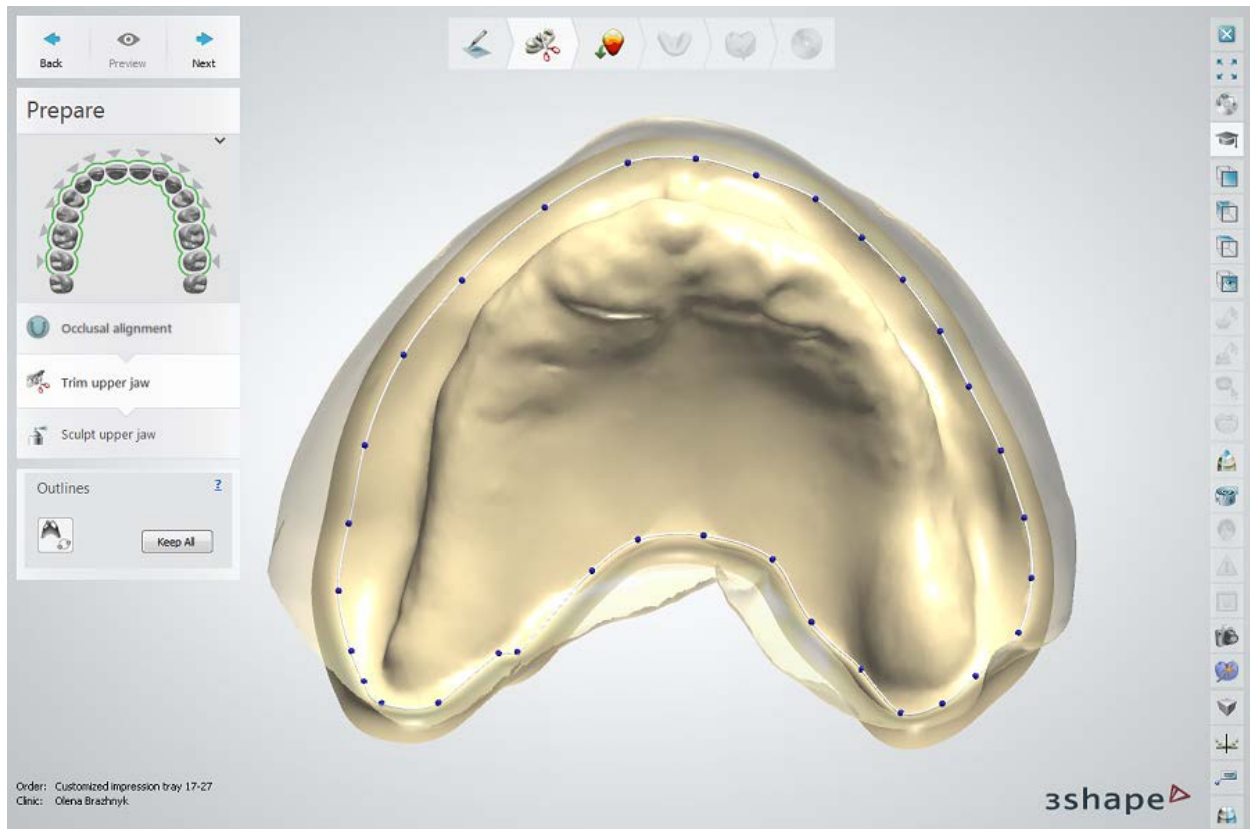 Back
Preview
Next
Prepare
Occlusal alignment
Trim upper jaw
Sculpt upper jaw
Outlines
?
Keep All
Order: Customized impression tray 17-27
Clinic: Olena Brazhnyk
3shape